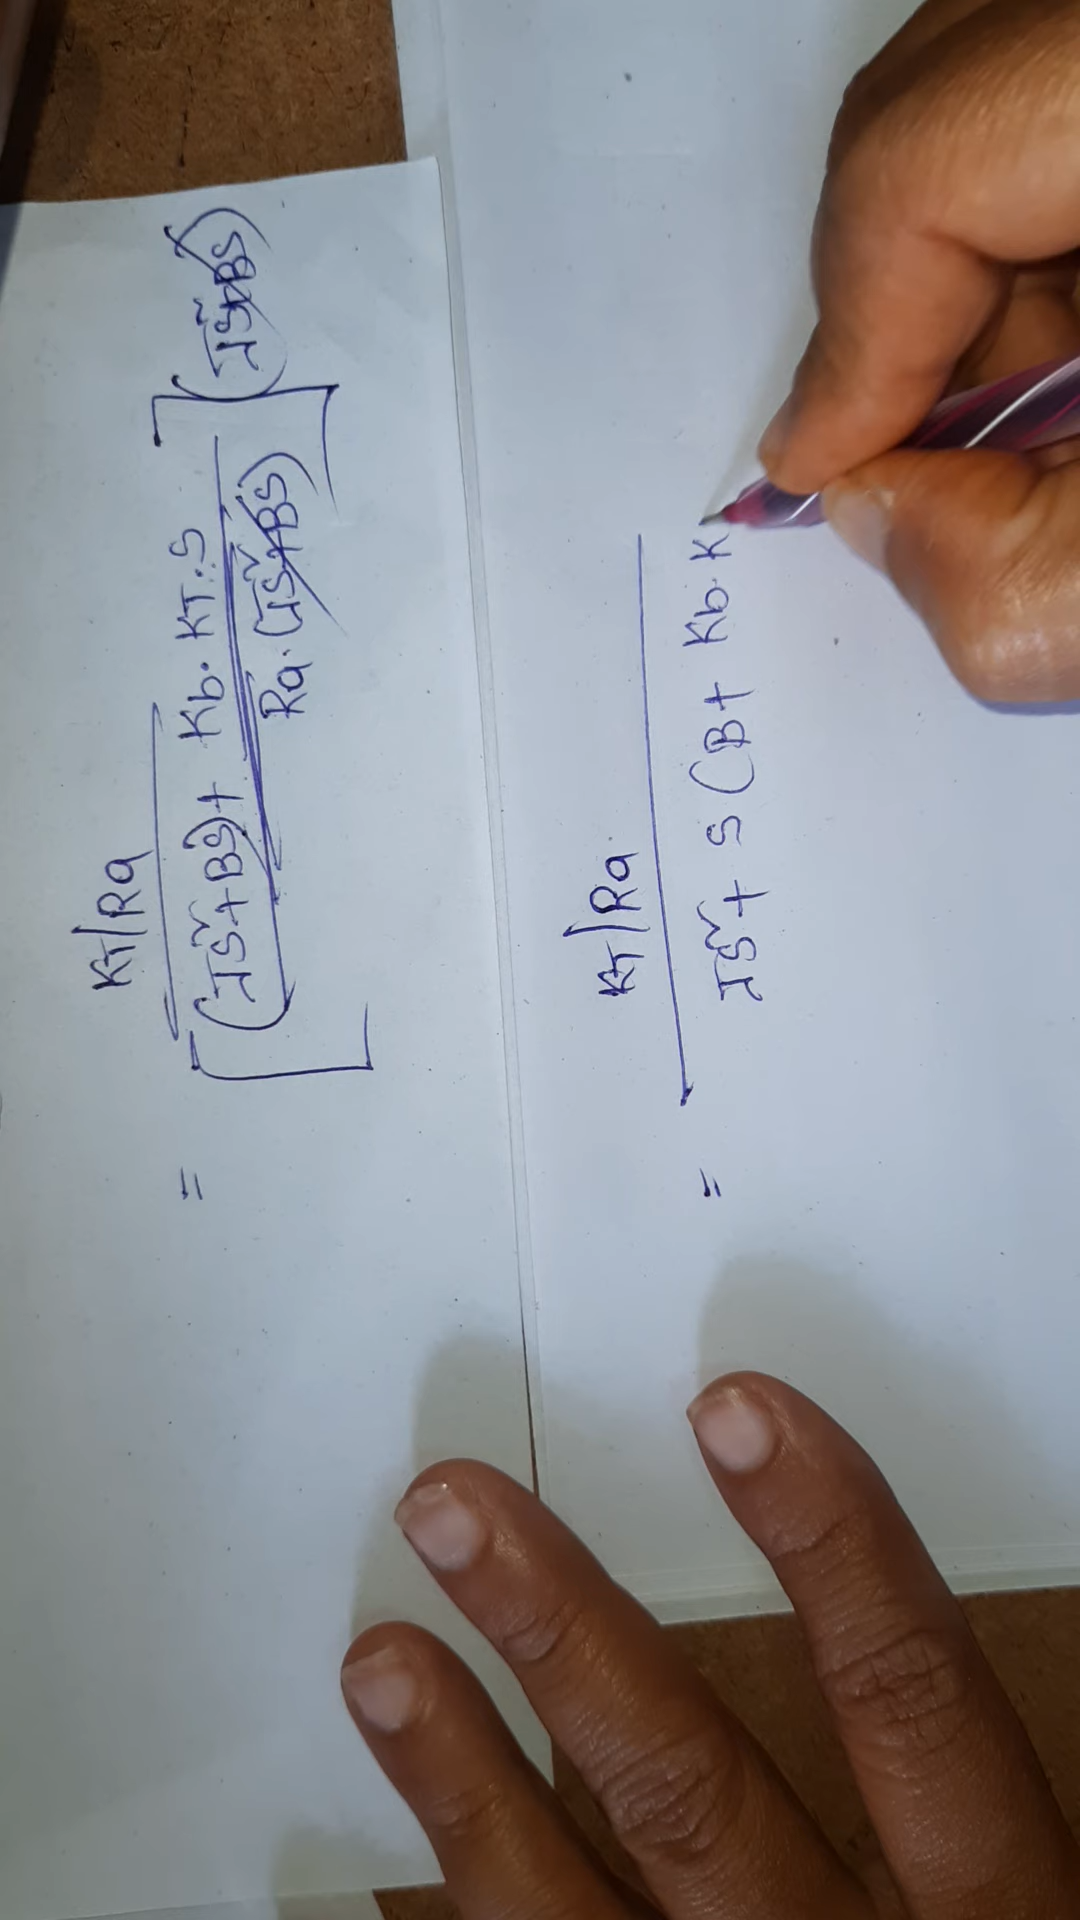 KT/Ra
= [(JS²+BS)+ Kb.KT.S
Ra.(JS²+BS)] (JS²+BS)
KT/Ra
= JS²+ S(B+ Kb.K